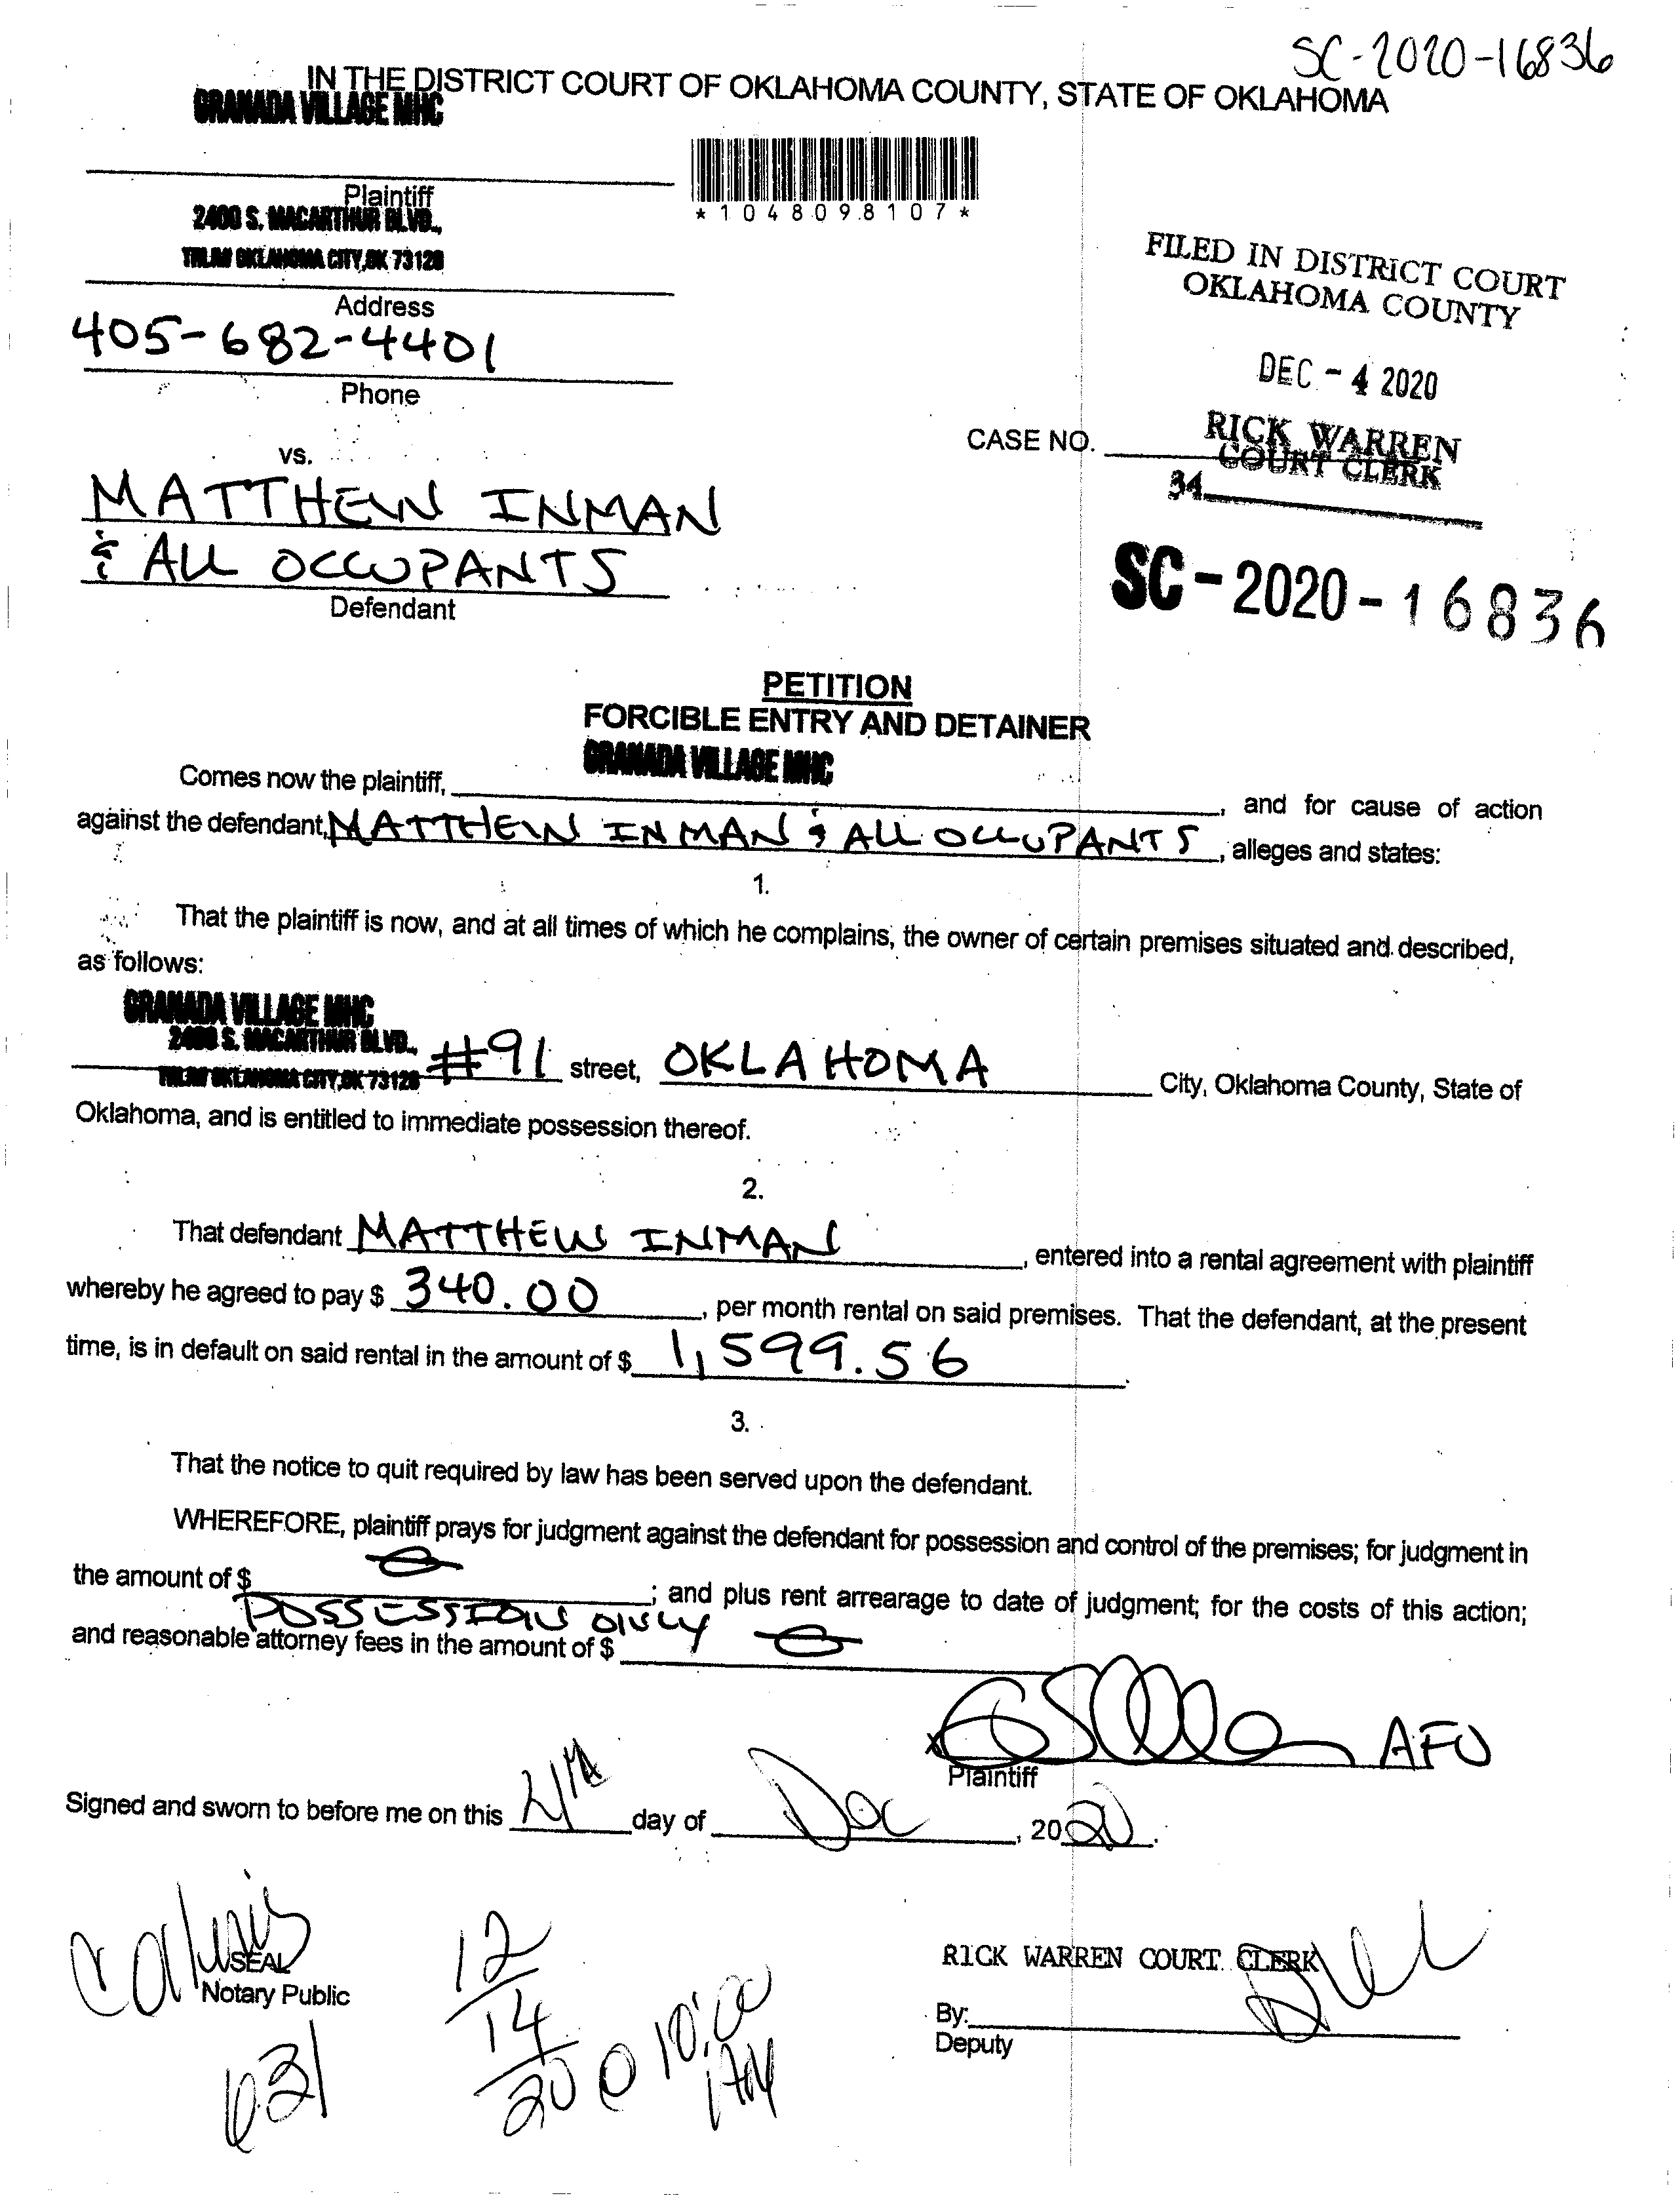 SC-2020-16836
IN THE DISTRICT COURT OF OKLAHOMA COUNTY, STATE OF OKLAHOMA
GRANADA VILLAGE MHC
Plaintiff
2400 S. MACARTHUR BLVD.,
OKLAHOMA CITY, OK 73128
Address
405-682-4401
Phone
*1048098107*
FILED IN DISTRICT COURT
OKLAHOMA COUNTY
DEC - 4 2020
RICK WARREN
COURT CLERK
34
CASE NO.
vs.
MATTHEW INMAN
& ALL OCCUPANTS
Defendant
SC-2020-16836
PETITION
FORCIBLE ENTRY AND DETAINER
GRANADA VILLAGE MHC
Comes now the plaintiff, , and for cause of action
against the defendant, MATTHEW INMAN & ALL OCCUPANTS, alleges and states:
1.
That the plaintiff is now, and at all times of which he complains, the owner of certain premises situated and described,
as follows:
GRANADA VILLAGE MHC
2400 S. MACARTHUR BLVD.,
OKLAHOMA CITY, OK 73128 #91 street, OKLAHOMA City, Oklahoma County, State of
Oklahoma, and is entitled to immediate possession thereof.
2.
That defendant MATTHEW INMAN, entered into a rental agreement with plaintiff
whereby he agreed to pay $ 340.00, per month rental on said premises. That the defendant, at the present
time, is in default on said rental in the amount of $ 1,599.56.
3.
That the notice to quit required by law has been served upon the defendant.
WHEREFORE, plaintiff prays for judgment against the defendant for possession and control of the premises; for judgment in
the amount of $ ; and plus rent arrearage to date of judgment; for the costs of this action;
POSSESSION ONLY
and reasonable attorney fees in the amount of $
X AFU
Plaintiff
Signed and sworn to before me on this 4th day of Dec, 2020.
SEAL
Notary Public
631
12/14/20 @ 10:00 AM
RICK WARREN COURT CLERK
By:
Deputy